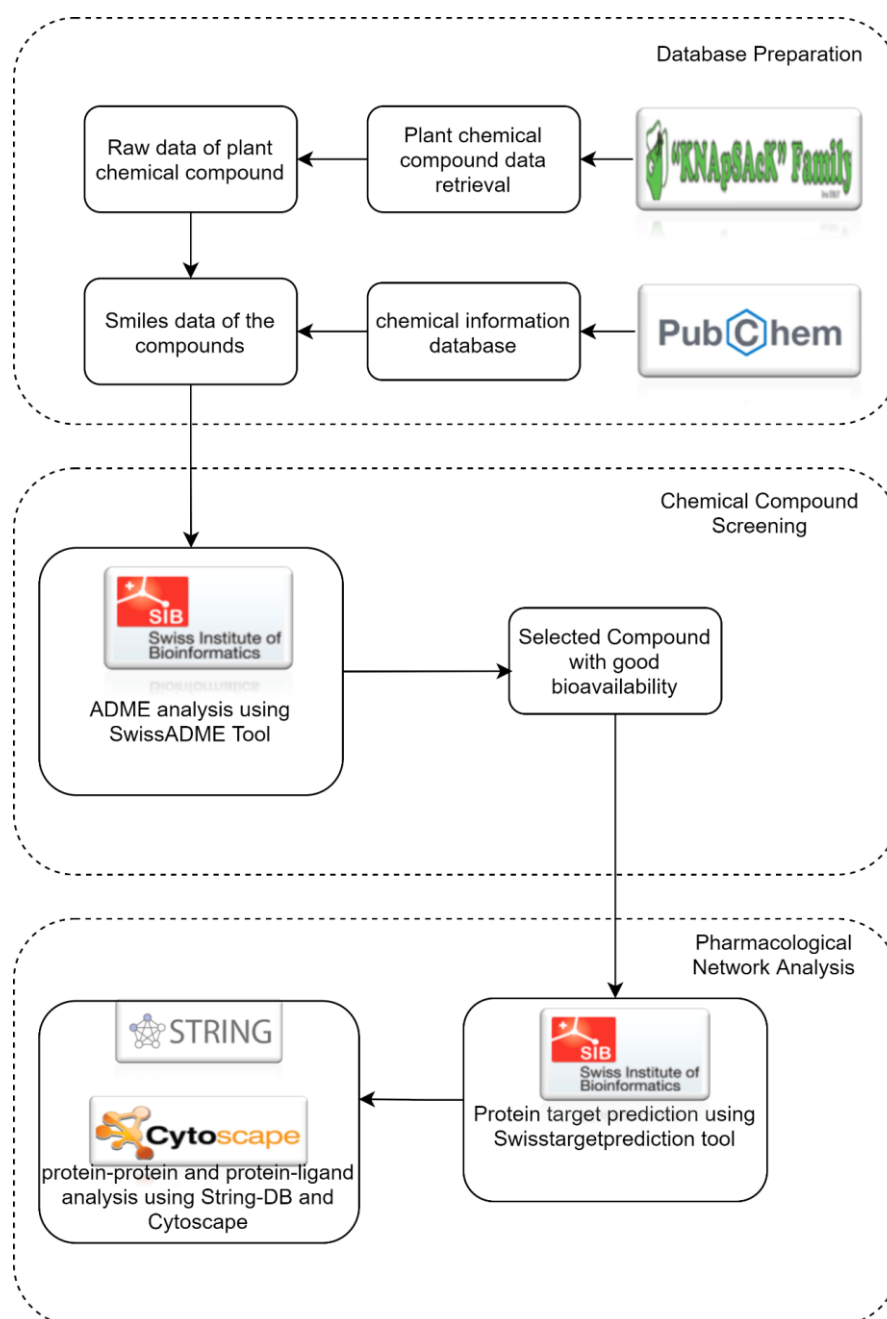 Database Preparation
Raw data of plant
chemical compound
Plant chemical
compound data
retrieval
"KNApSAcK" Family
Smiles data of the
compounds
chemical information
database
PubChem
Chemical Compound
Screening
SIB
Swiss Institute of
Bioinformatics
ADME analysis using
SwissADME Tool
Selected Compound
with good
bioavailability
Pharmacological
Network Analysis
STRING
Cytoscape
protein-protein and protein-ligand
analysis using String-DB and
Cytoscape
SIB
Swiss Institute of
Bioinformatics
Protein target prediction using
Swisstargetprediction tool